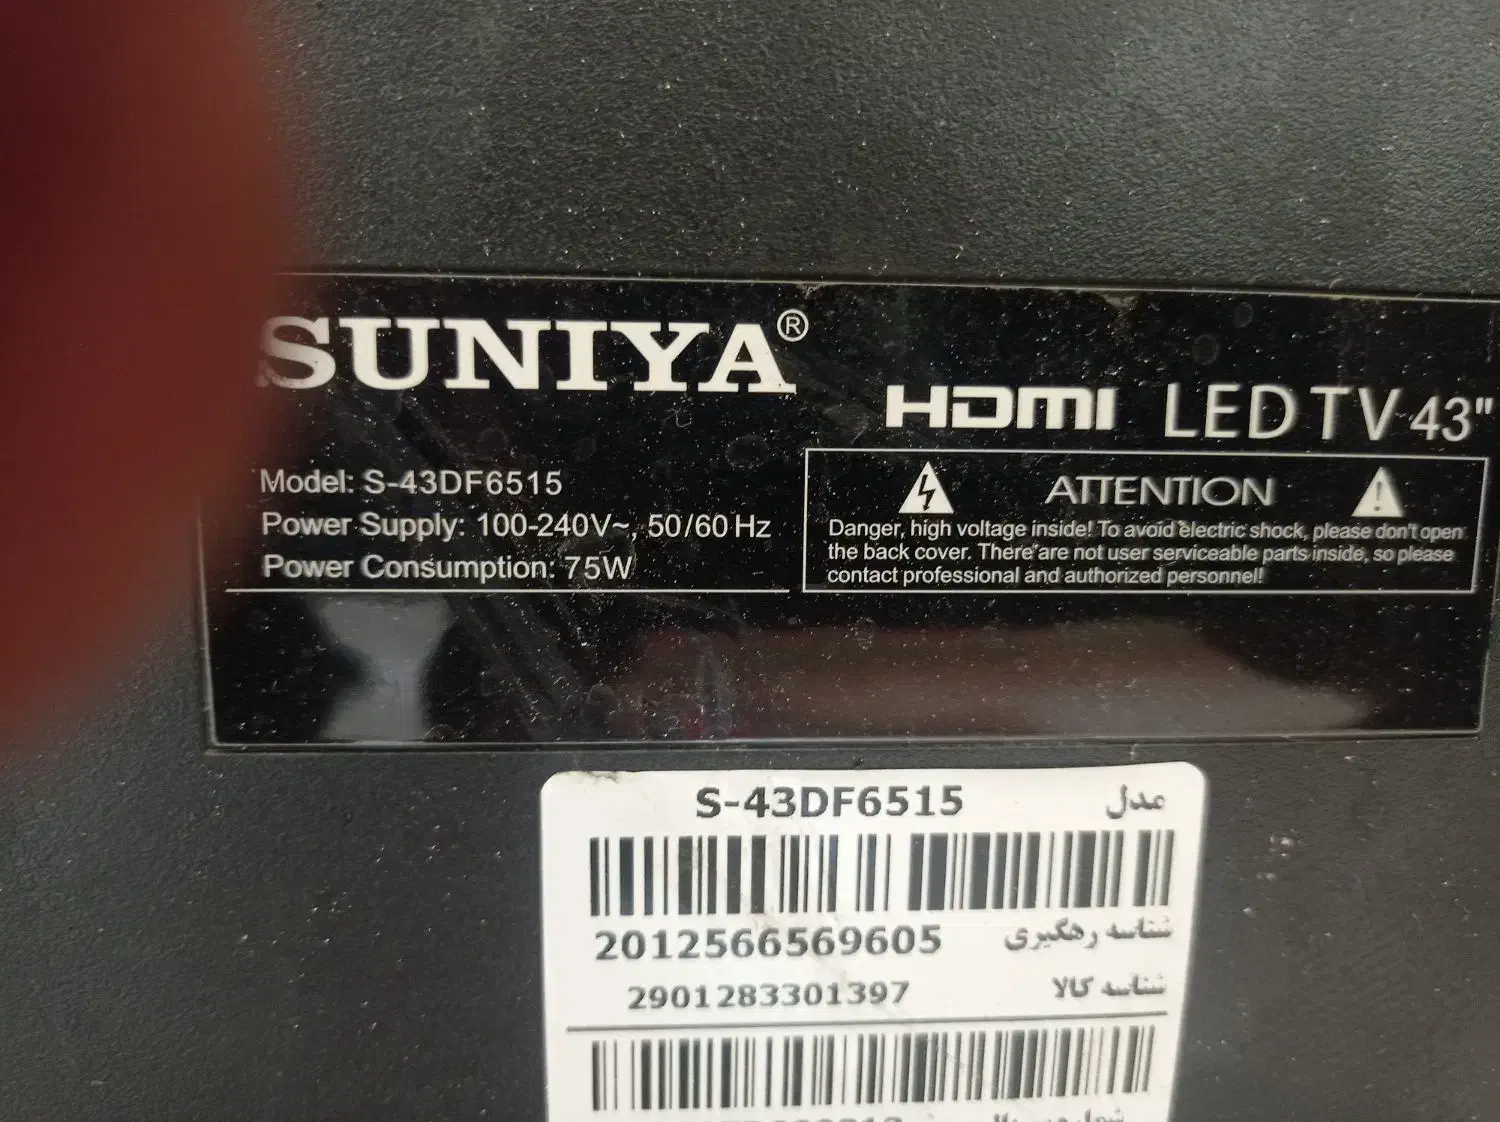 SUNIYA®
HDMI LED TV 43"
Model: S-43DF6515
Power Supply: 100-240V~, 50/60 Hz
Power Consumption: 75W
ATTENTION
Danger, high voltage inside! To avoid electric shock, please don't open
the back cover. There are not user serviceable parts inside, so please
contact professional and authorized personnel!
S-43DF6515 مدل
2012566569605 شناسه رهگیری
2901283301397 شناسه کالا